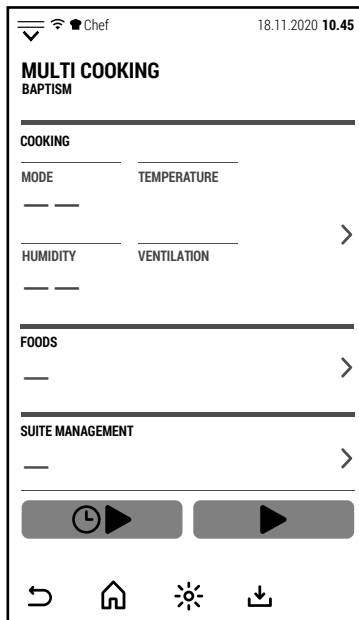 Chef 18.11.2020 10.45
MULTI COOKING
BAPTISM
COOKING
MODE TEMPERATURE
— —
HUMIDITY VENTILATION
— —
FOODS
—
SUITE MANAGEMENT
—